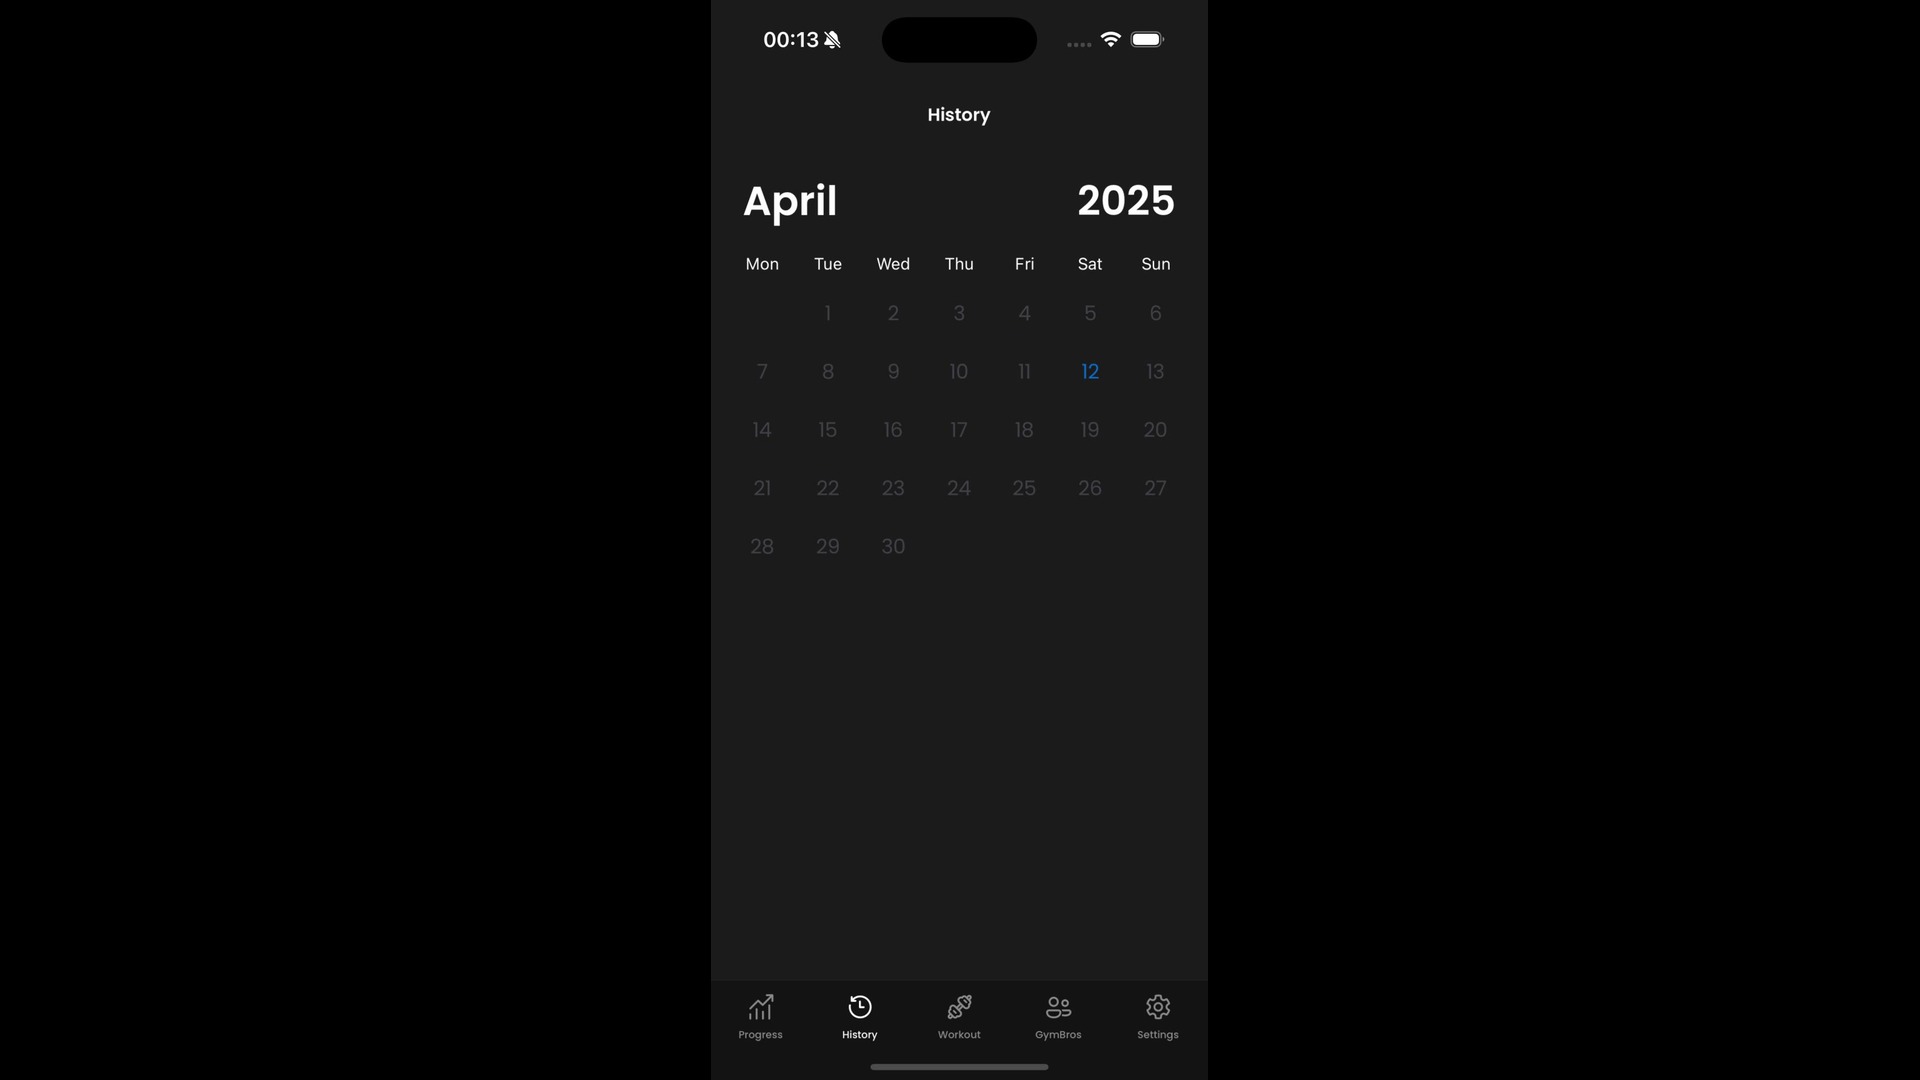 00:13
History
April 2025
Mon Tue Wed Thu Fri Sat Sun
1 2 3 4 5 6
7 8 9 10 11 12 13
14 15 16 17 18 19 20
21 22 23 24 25 26 27
28 29 30
Progress History Workout GymBros Settings